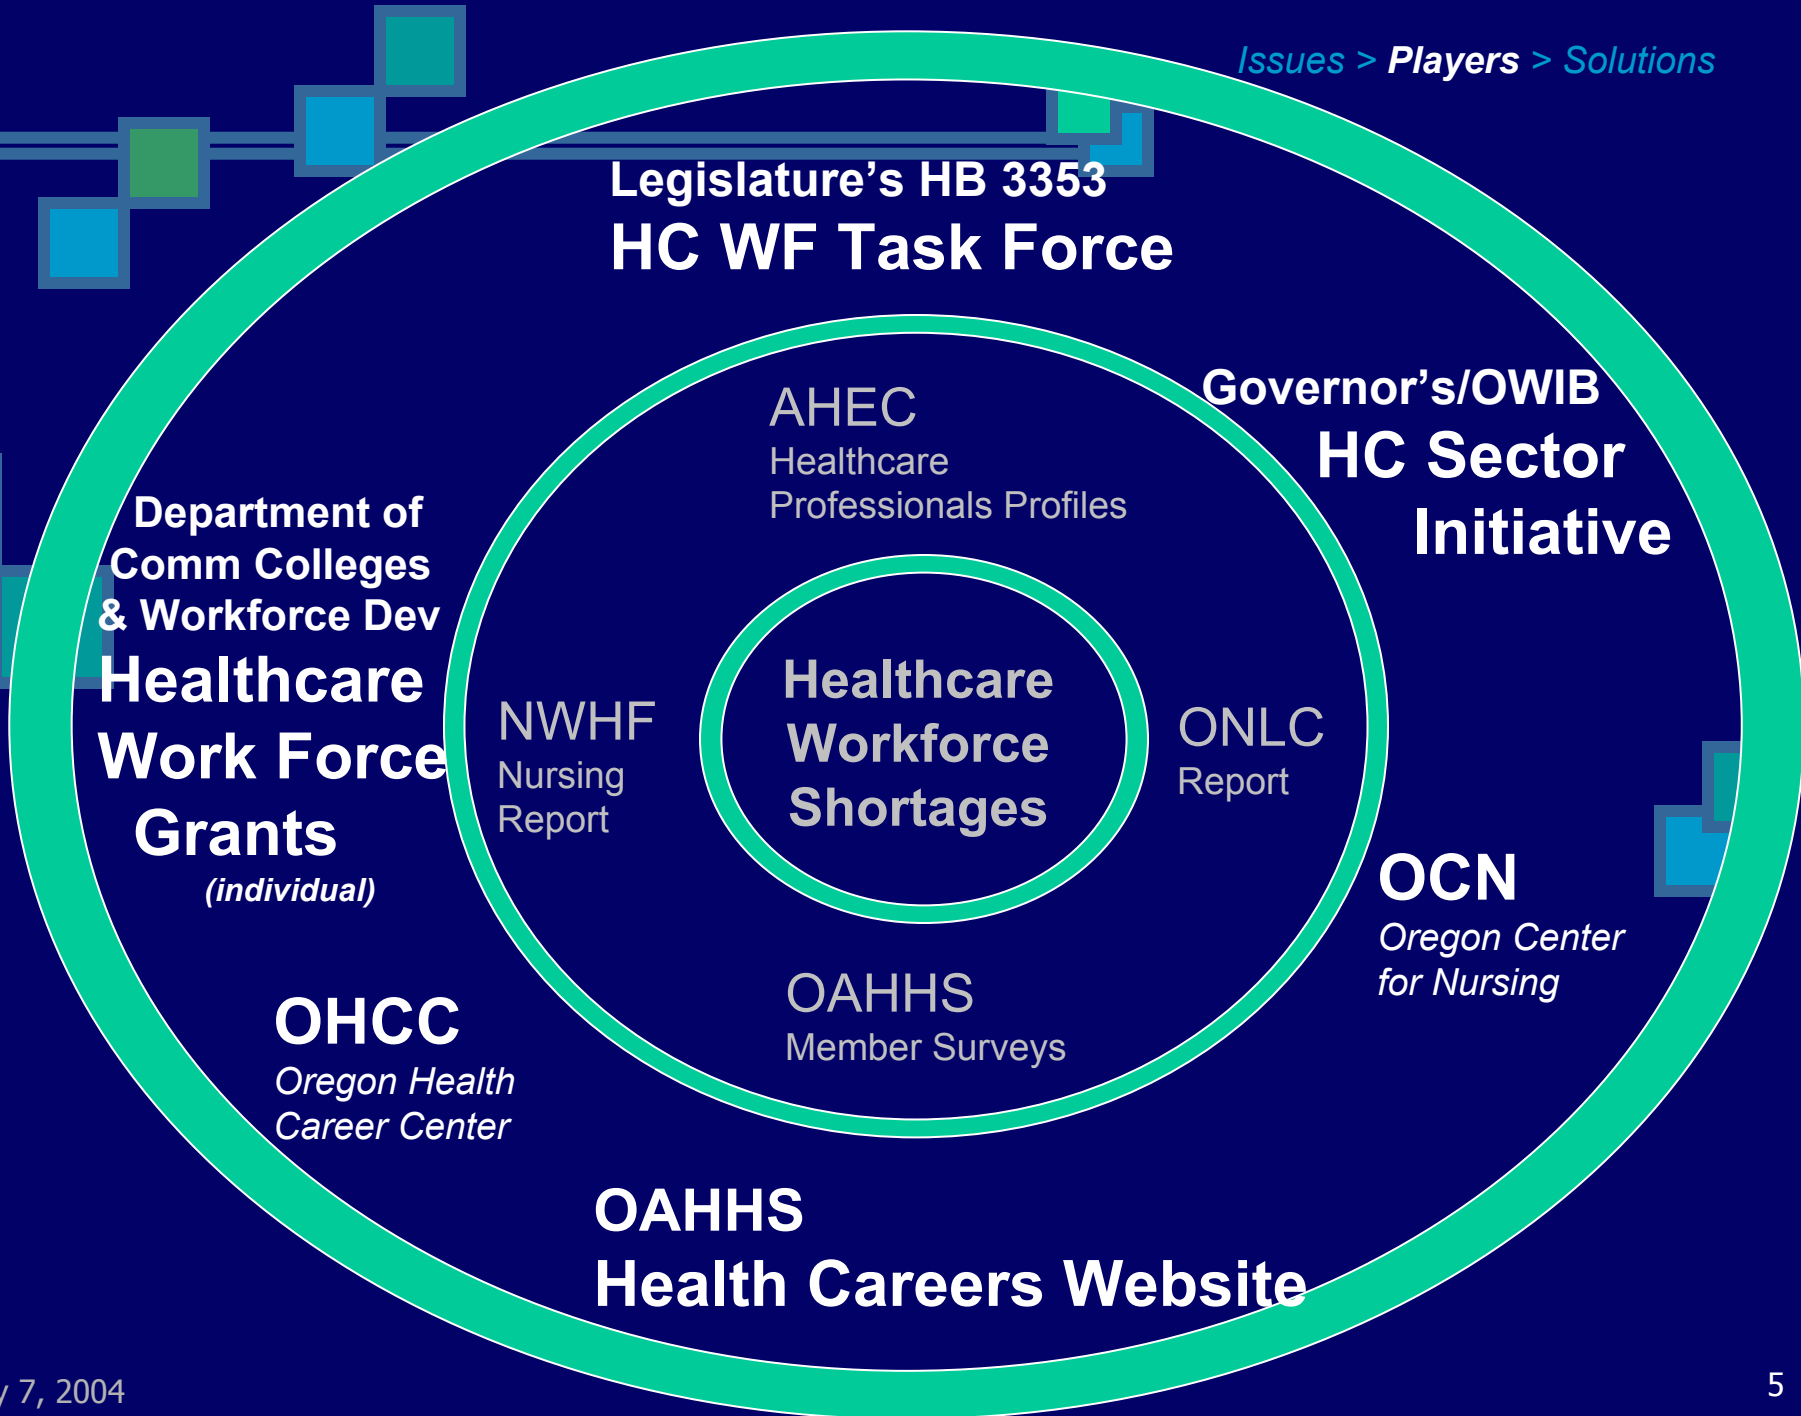 Issues > Players > Solutions
Legislature’s HB 3353
HC WF Task Force
Governor’s/OWIB
HC Sector
Initiative
AHEC
Healthcare
Professionals Profiles
Department of
Comm Colleges
& Workforce Dev
Healthcare
Work Force
Grants
(individual)
NWHF
Nursing
Report
Healthcare
Workforce
Shortages
ONLC
Report
OCN
Oregon Center
for Nursing
OAHHS
Member Surveys
OHCC
Oregon Health
Career Center
OAHHS
Health Careers Website
7, 2004
5